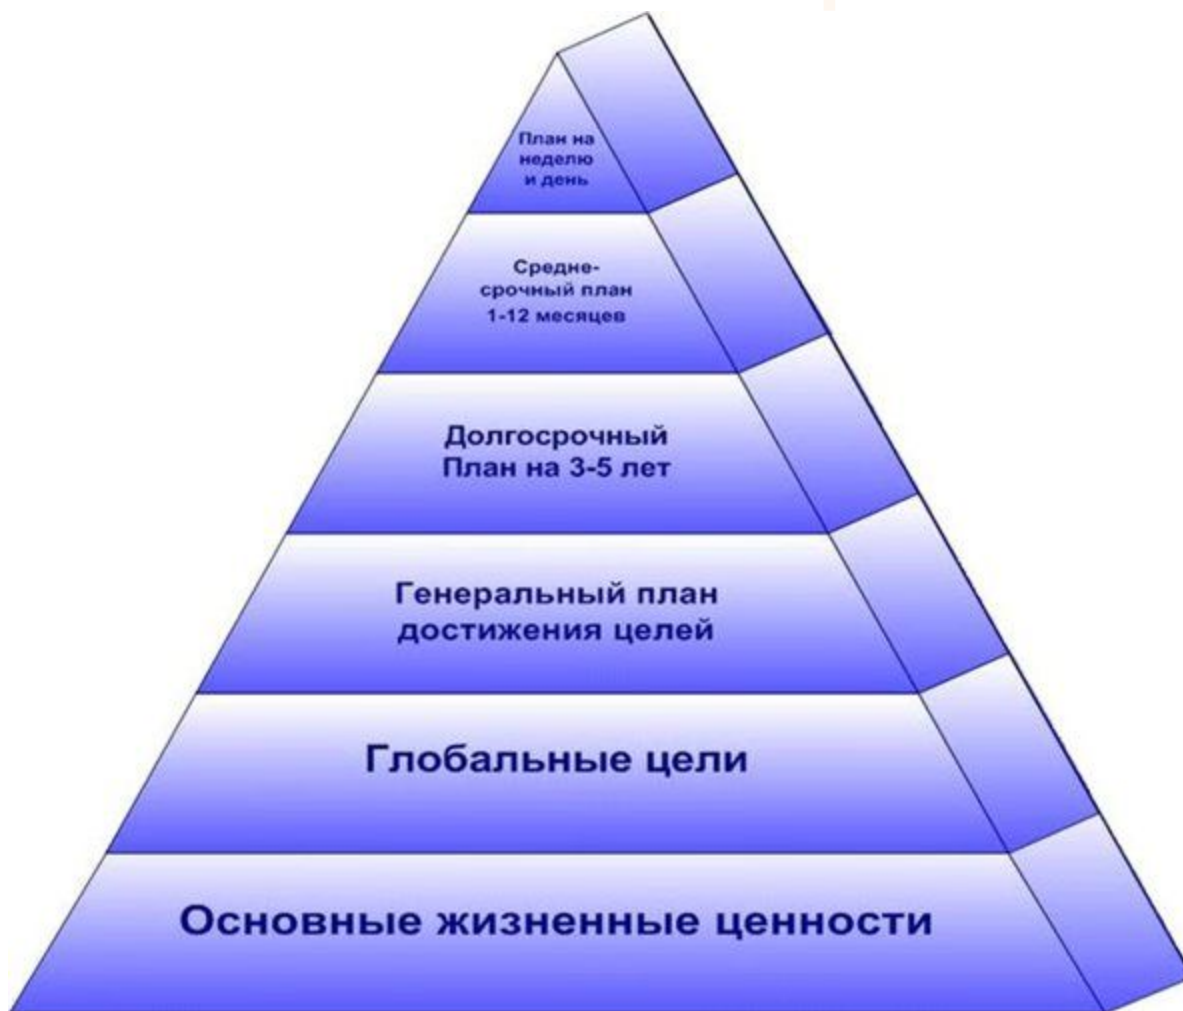 План на
неделю
и день
Средне-
срочный план
1-12 месяцев
Долгосрочный
План на 3-5 лет
Генеральный план
достижения целей
Глобальные цели
Основные жизненные ценности